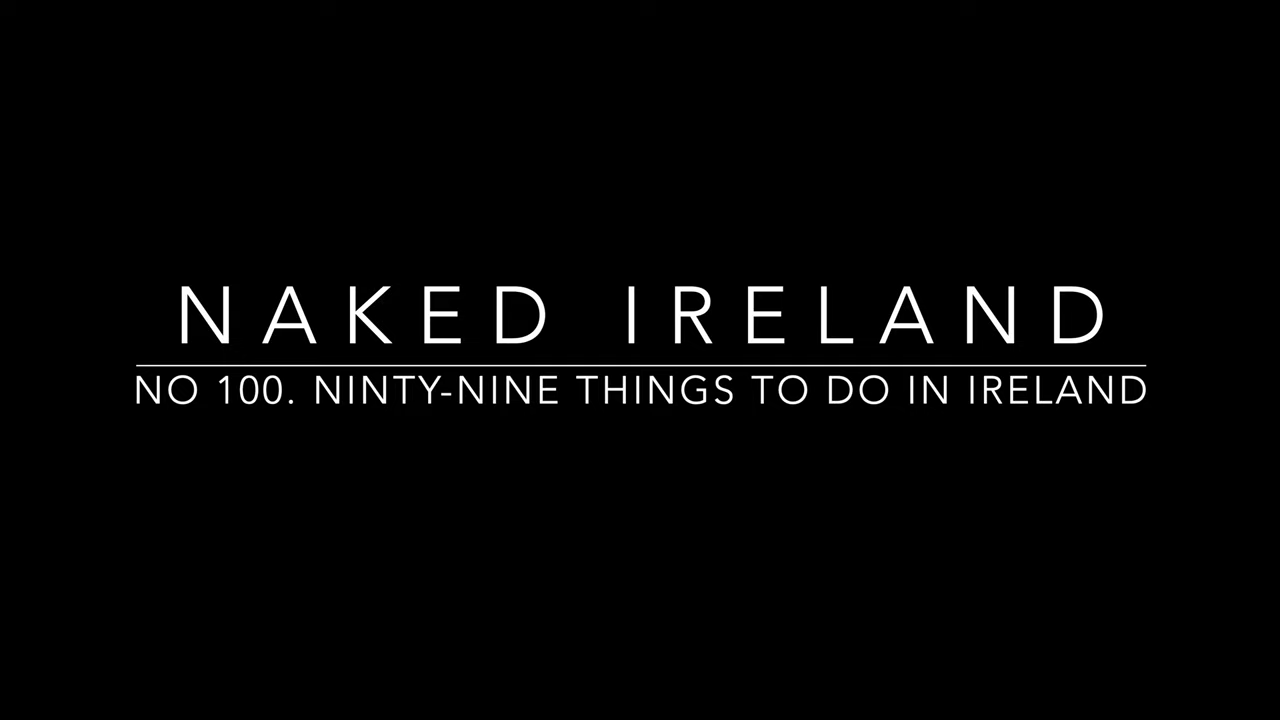 NAKED IRELAND
NO 100. NINTY-NINE THINGS TO DO IN IRELAND